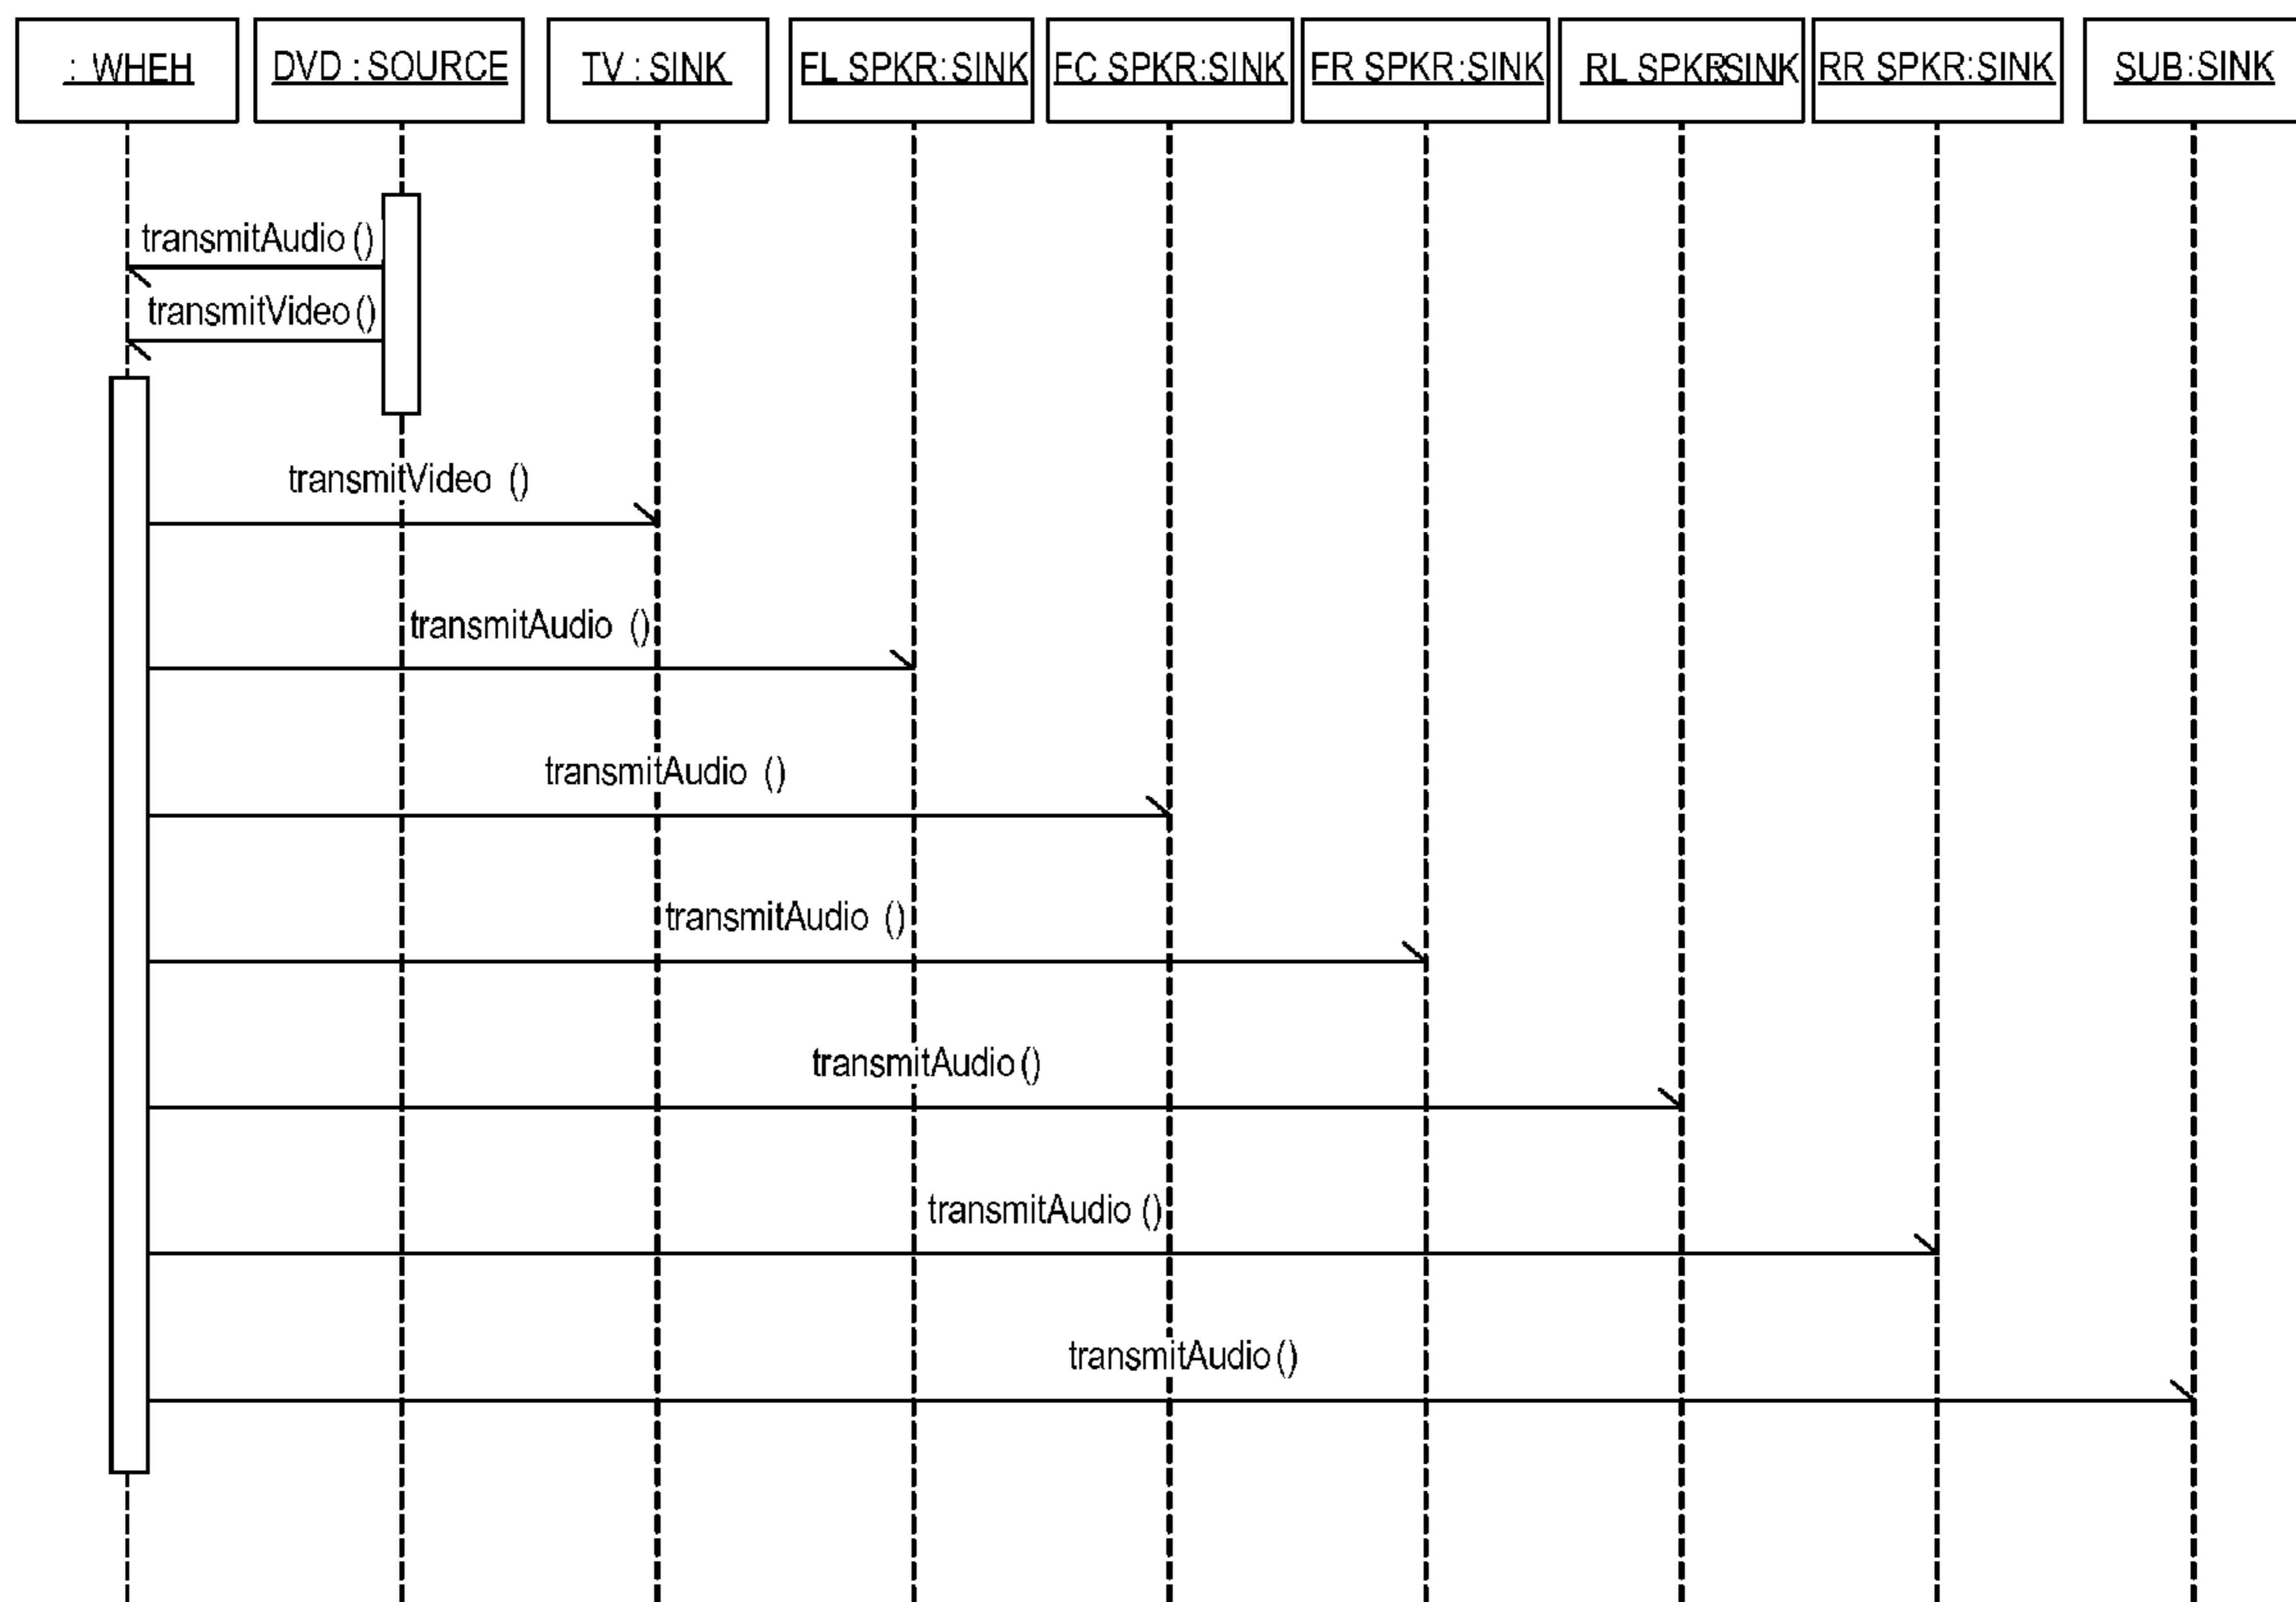 : WHEH
DVD : SOURCE
TV : SINK
FL SPKR:SINK
FC SPKR:SINK
FR SPKR:SINK
RL SPKR:SINK
RR SPKR:SINK
SUB:SINK
transmitAudio ()
transmitVideo ()
transmitVideo ()
transmitAudio ()
transmitAudio ()
transmitAudio ()
transmitAudio ()
transmitAudio ()
transmitAudio ()